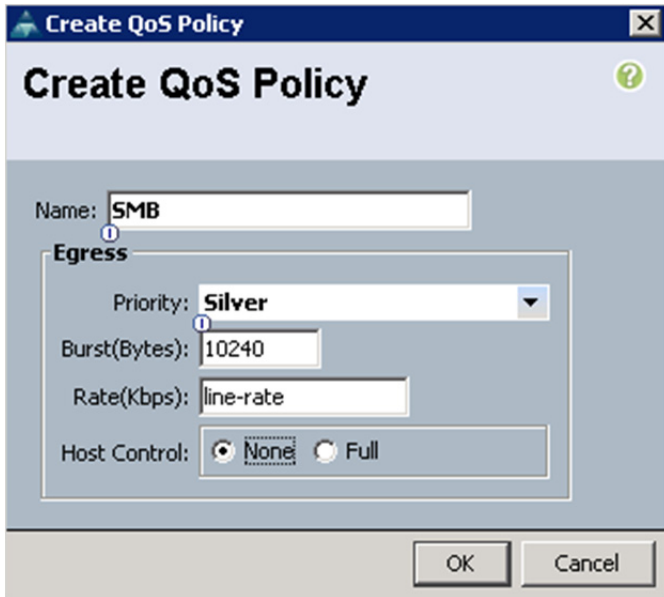 Create QoS Policy
Create QoS Policy
Name: SMB
Egress
Priority: Silver
Burst(Bytes): 10240
Rate(Kbps): line-rate
Host Control: None Full
OK Cancel